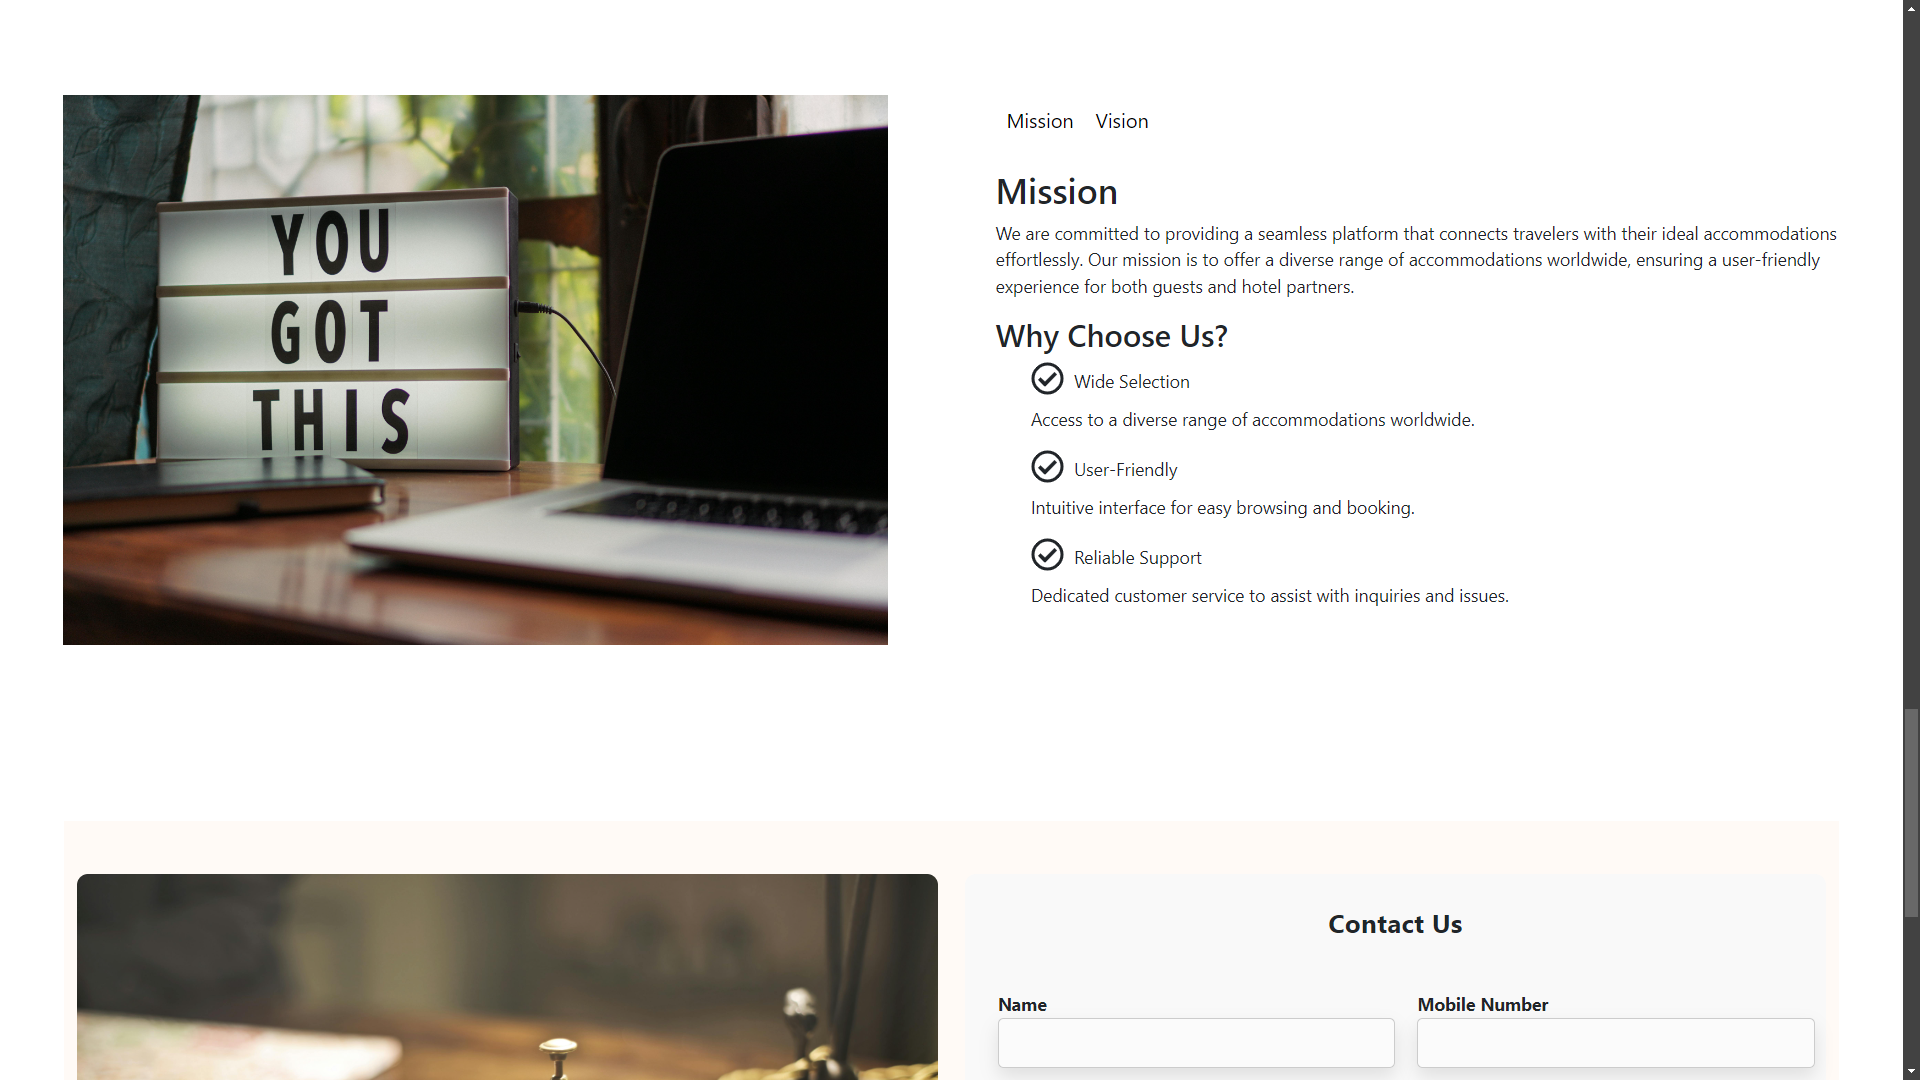 YOU
GOT
THIS
Mission
Vision
Mission
We are committed to providing a seamless platform that connects travelers with their ideal accommodations
effortlessly. Our mission is to offer a diverse range of accommodations worldwide, ensuring a user-friendly
experience for both guests and hotel partners.
Why Choose Us?
Wide Selection
Access to a diverse range of accommodations worldwide.
User-Friendly
Intuitive interface for easy browsing and booking.
Reliable Support
Dedicated customer service to assist with inquiries and issues.
Contact Us
Name
Mobile Number